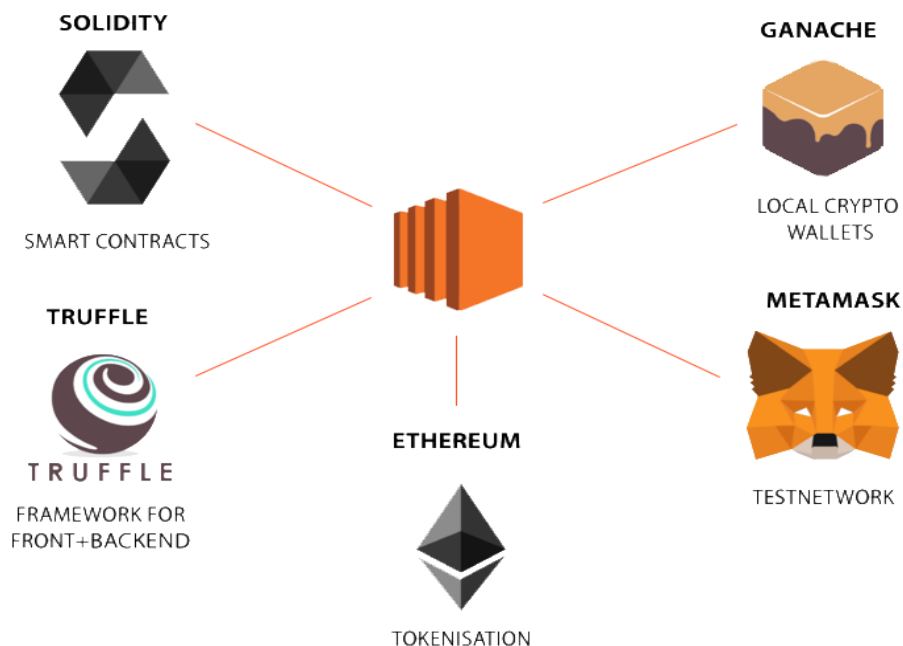 SOLIDITY
SMART CONTRACTS
GANACHE
LOCAL CRYPTO
WALLETS
TRUFFLE
TRUFFLE
FRAMEWORK FOR
FRONT+BACKEND
ETHEREUM
TOKENISATION
METAMASK
TESTNETWORK